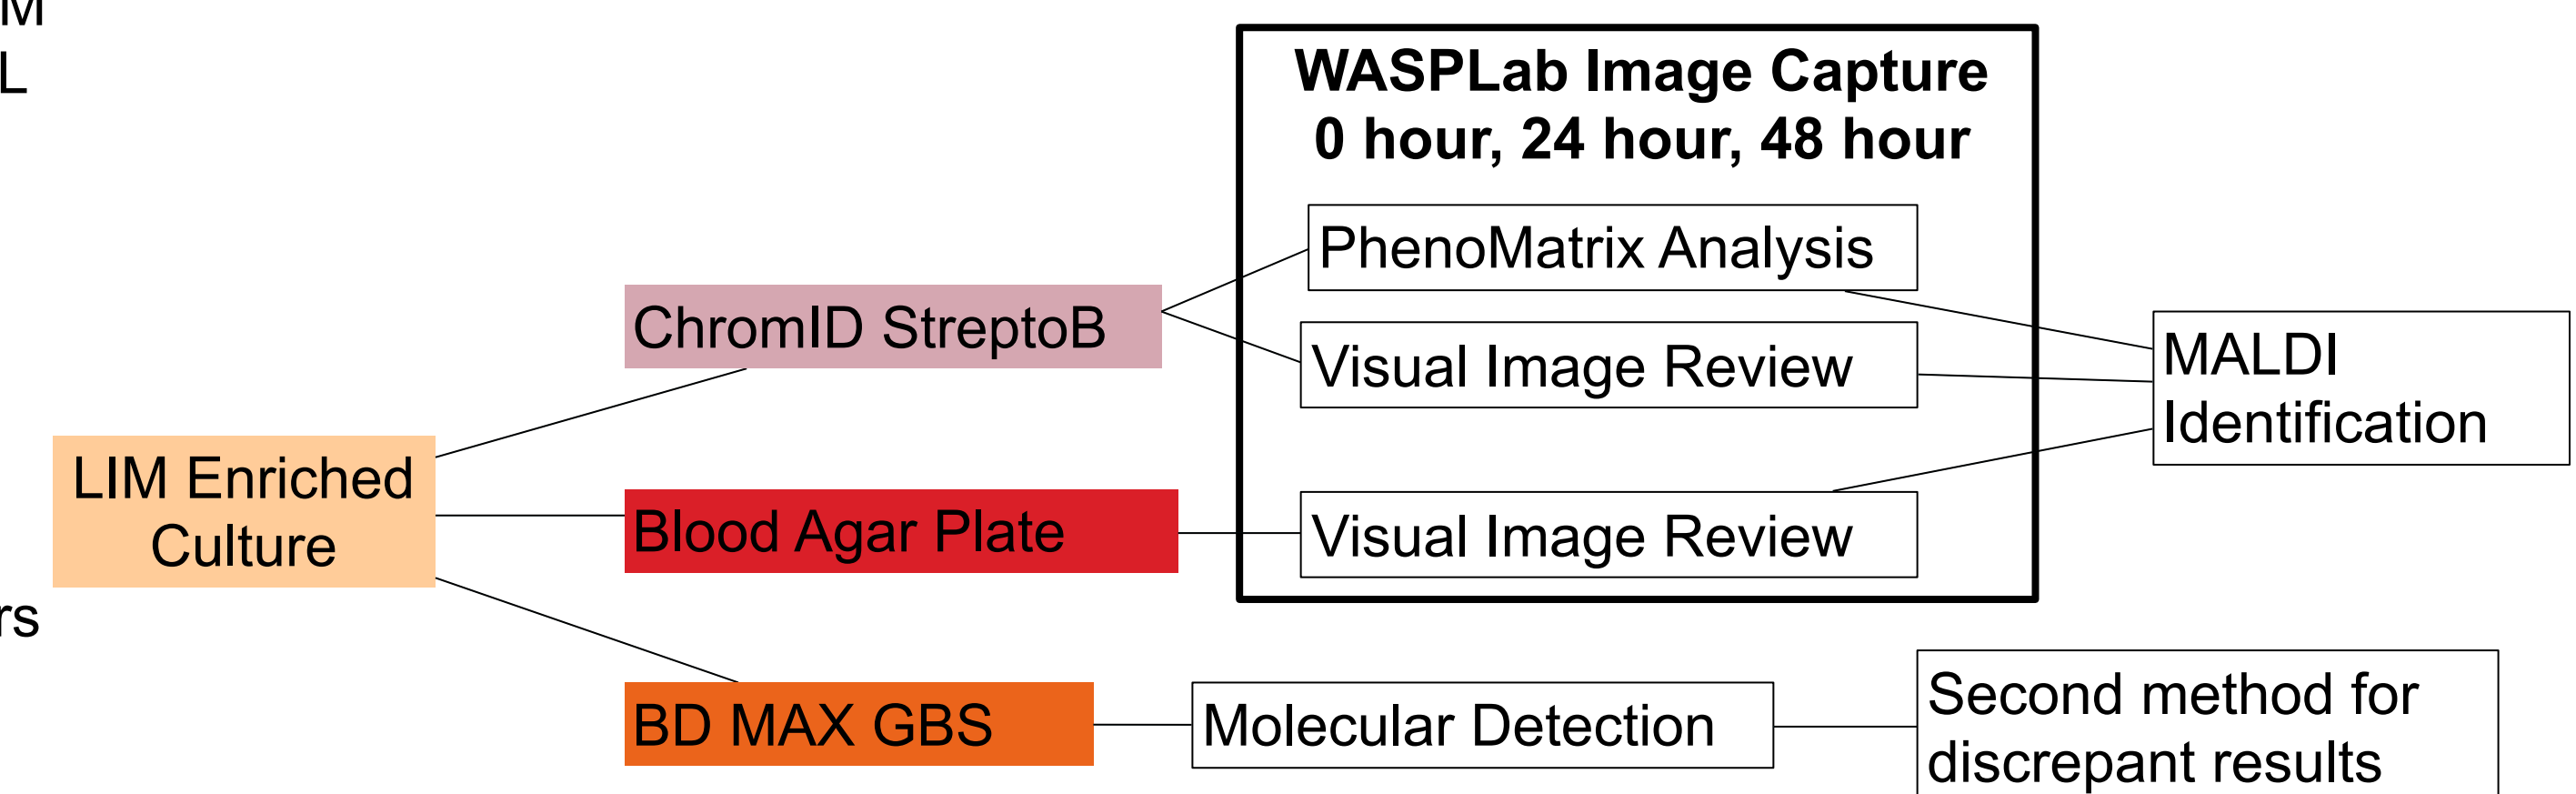 M
L
WASPLab Image Capture
0 hour, 24 hour, 48 hour
PhenoMatrix Analysis
ChromID StreptoB
Visual Image Review
MALDI
Identification
LIM Enriched
Culture
Blood Agar Plate
Visual Image Review
rs
BD MAX GBS
Molecular Detection
Second method for
discrepant results